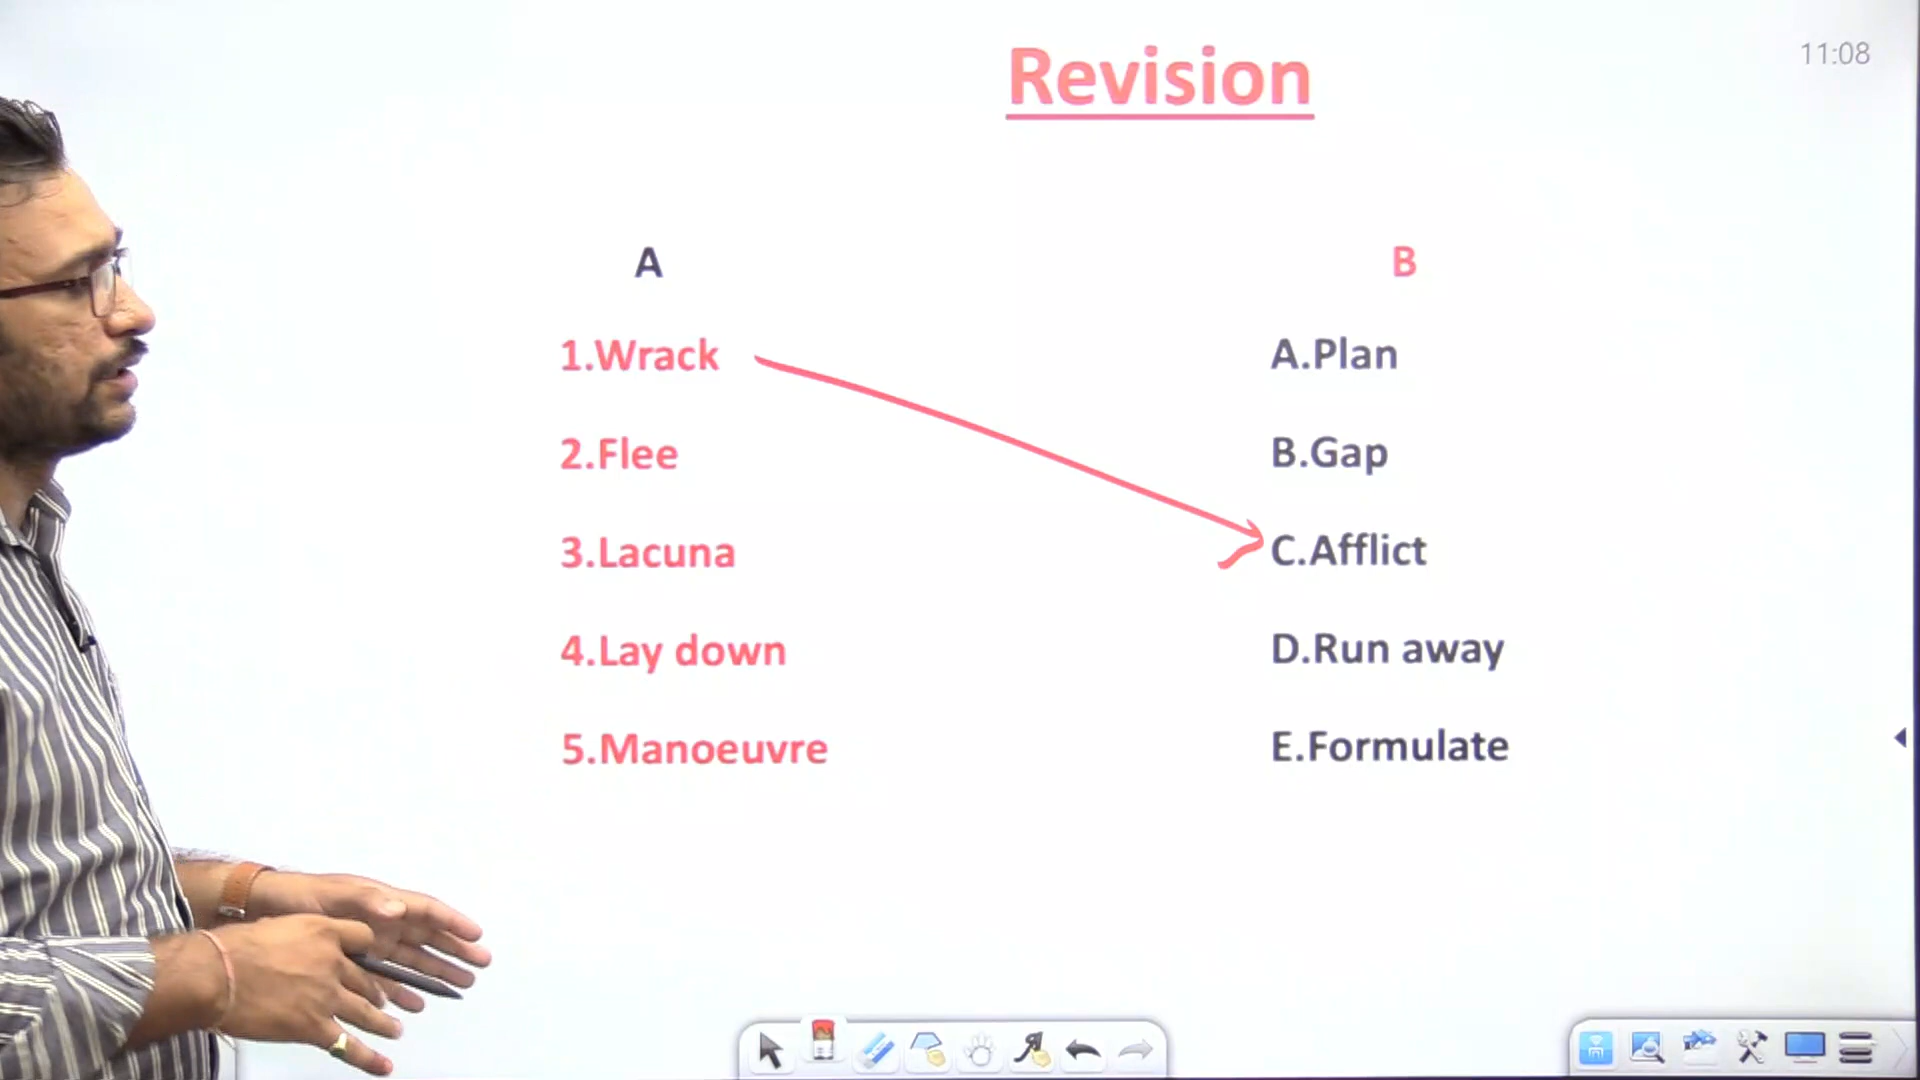 Revision
11:08
A
B
1.Wrack
A.Plan
2.Flee
B.Gap
3.Lacuna
C.Afflict
4.Lay down
D.Run away
5.Manoeuvre
E.Formulate